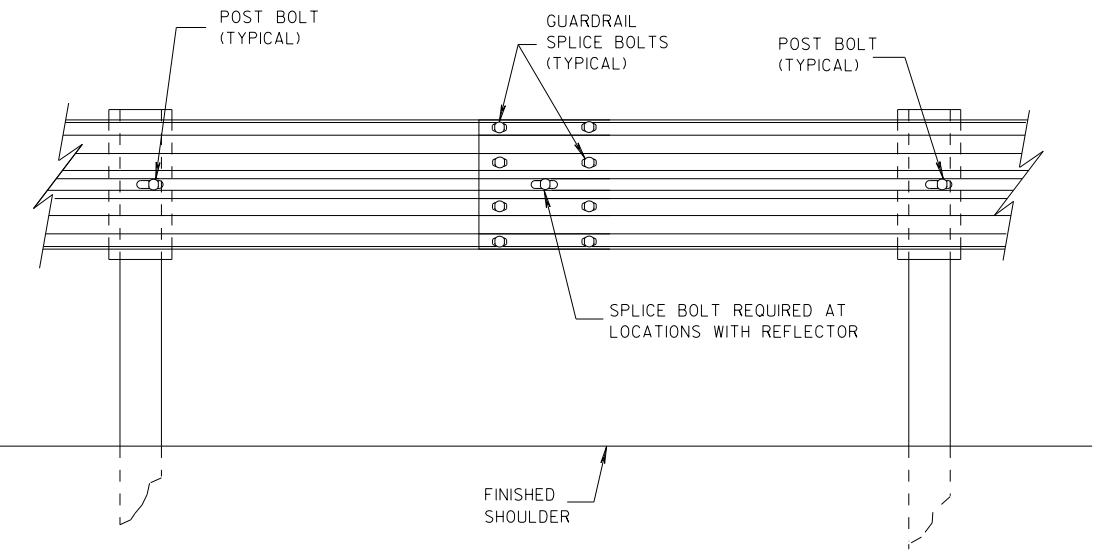 POST BOLT
(TYPICAL)
GUARDRAIL
SPLICE BOLTS
(TYPICAL)
POST BOLT
(TYPICAL)
SPLICE BOLT REQUIRED AT
LOCATIONS WITH REFLECTOR
FINISHED
SHOULDER